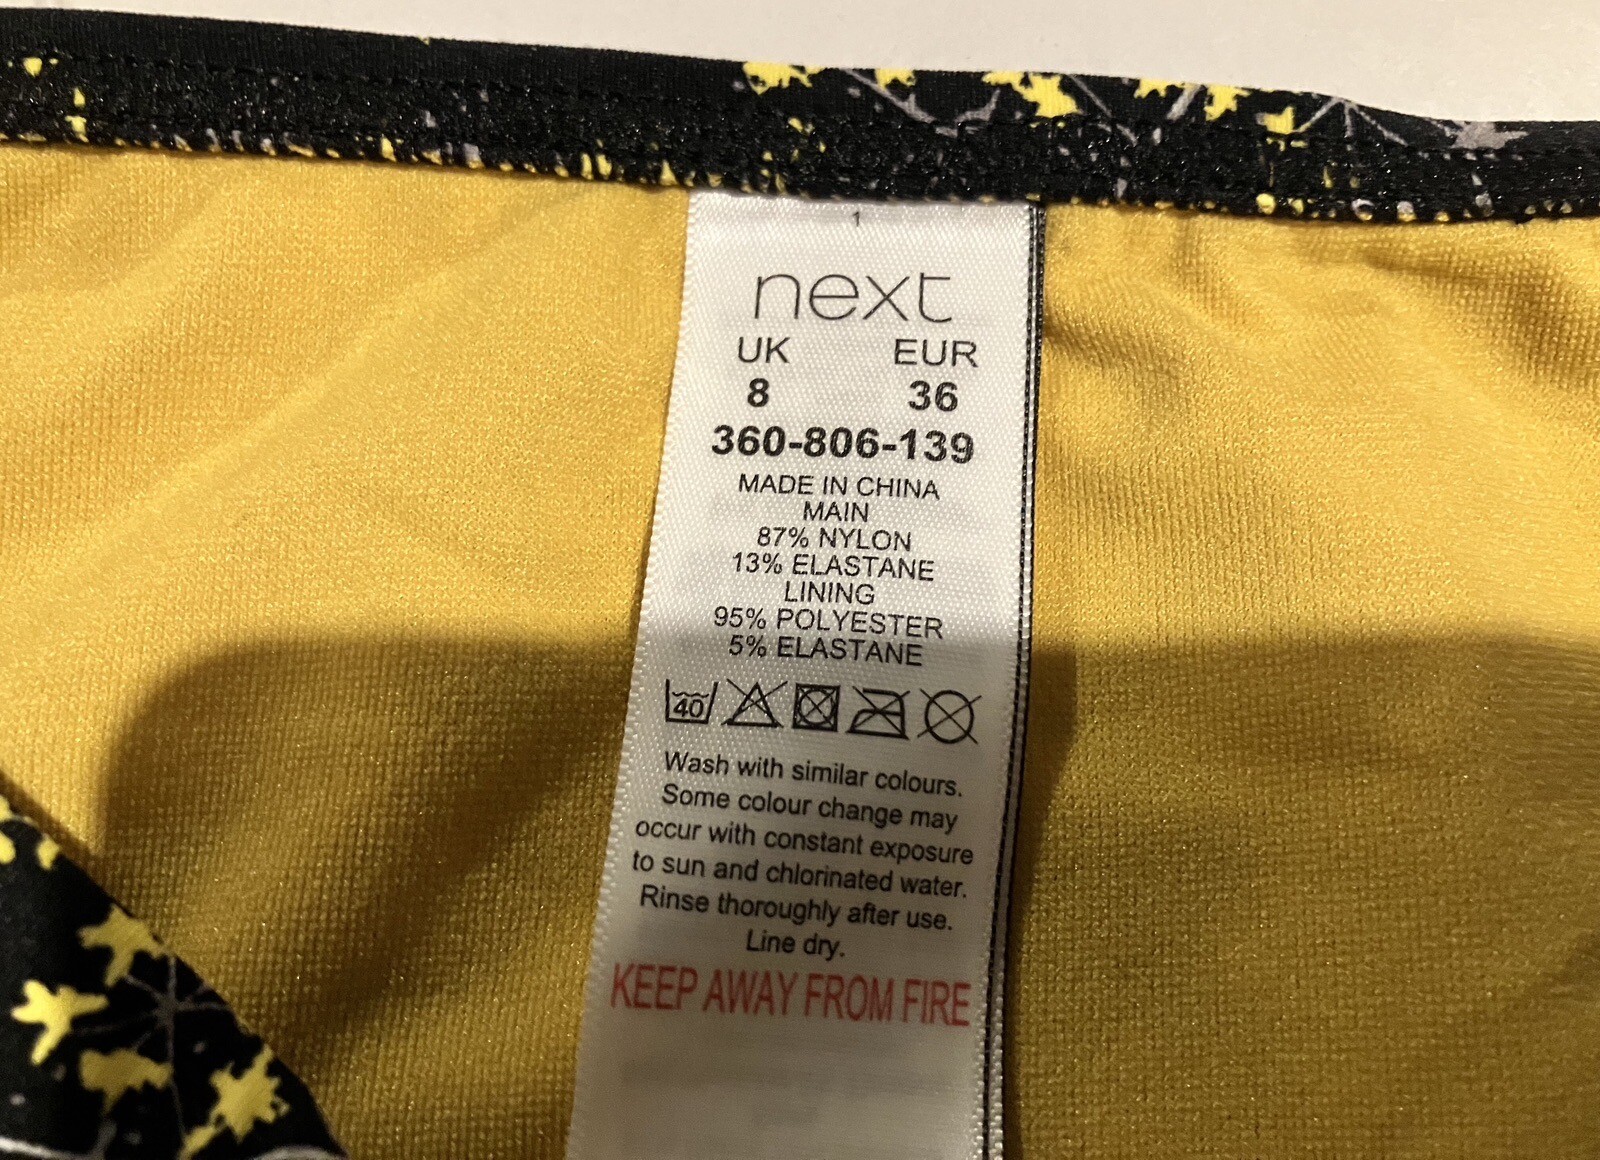 1
next
UK EUR
8 36
360-806-139
MADE IN CHINA
MAIN
87% NYLON
13% ELASTANE
LINING
95% POLYESTER
5% ELASTANE
40
Wash with similar colours.
Some colour change may
occur with constant exposure
to sun and chlorinated water.
Rinse thoroughly after use.
Line dry.
KEEP AWAY FROM FIRE